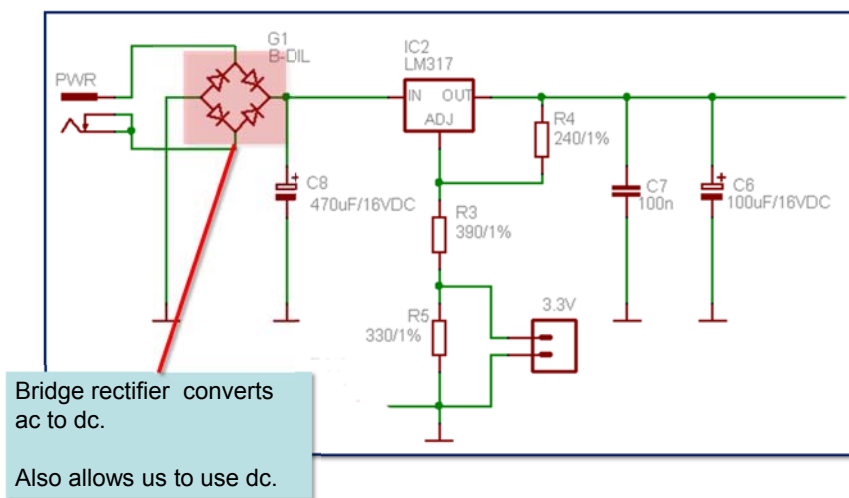 G1
B-DIL
IC2
LM317
PWR
IN OUT
ADJ
R4
240/1%
C8
470uF/16VDC
R3
390/1%
C7
100n
C6
100uF/16VDC
R5
330/1%
3.3V
+
+
Bridge rectifier converts
ac to dc.
Also allows us to use dc.